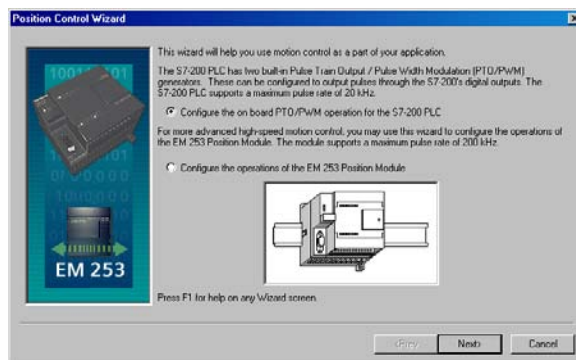 Position Control Wizard
This wizard will help you use motion control as a part of your application.
The S7-200 PLC has two built-in Pulse Train Output / Pulse Width Modulation (PTO/PWM)
generators. These can be configured to output pulses through the S7-200's digital outputs. The
S7-200 PLC supports a maximum pulse rate of 20 kHz.
Configure the on board PTO/PWM operation for the S7-200 PLC
For more advanced high-speed motion control, you may use this wizard to configure the operations of
the EM 253 Position Module. The module supports a maximum pulse rate of 200 kHz.
Configure the operations of the EM 253 Position Module
EM 253
Press F1 for help on any Wizard screen.
<Prev
Next>
Cancel